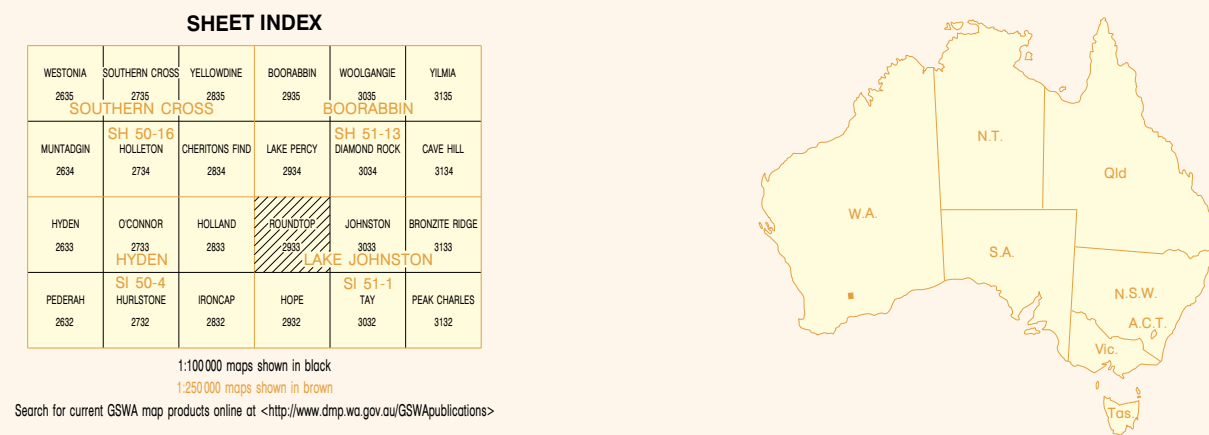 SHEET INDEX
WESTONIA SOUTHERN CROSS YELLOWDINE BOORABBIN WOOLGANGIE YILMIA
2635 2735 2835 2935 3035 3135
SOUTHERN CROSS BOORABBIN
SH 50-16 SH 51-13
MUNTADGIN HOLLETON CHERITONS FIND LAKE PERCY DIAMOND ROCK CAVE HILL
2634 2734 2834 2934 3034 3134
HYDEN O'CONNOR HOLLAND ROUNDTOP JOHNSTON BRONZITE RIDGE
2633 2733 2833 2933 3033 3133
HYDEN LAKE JOHNSTON
SI 50-4 SI 51-1
PEDERAH HURLSTONE IRONCAP HOPE TAY PEAK CHARLES
2632 2732 2832 2932 3032 3132
1:100 000 maps shown in black
1:250 000 maps shown in brown
Search for current GSWA map products online at <http://www.dmp.wa.gov.au/GSWApublications>
N.T.
Qld
W.A.
S.A.
N.S.W.
A.C.T.
Vic.
Tas.